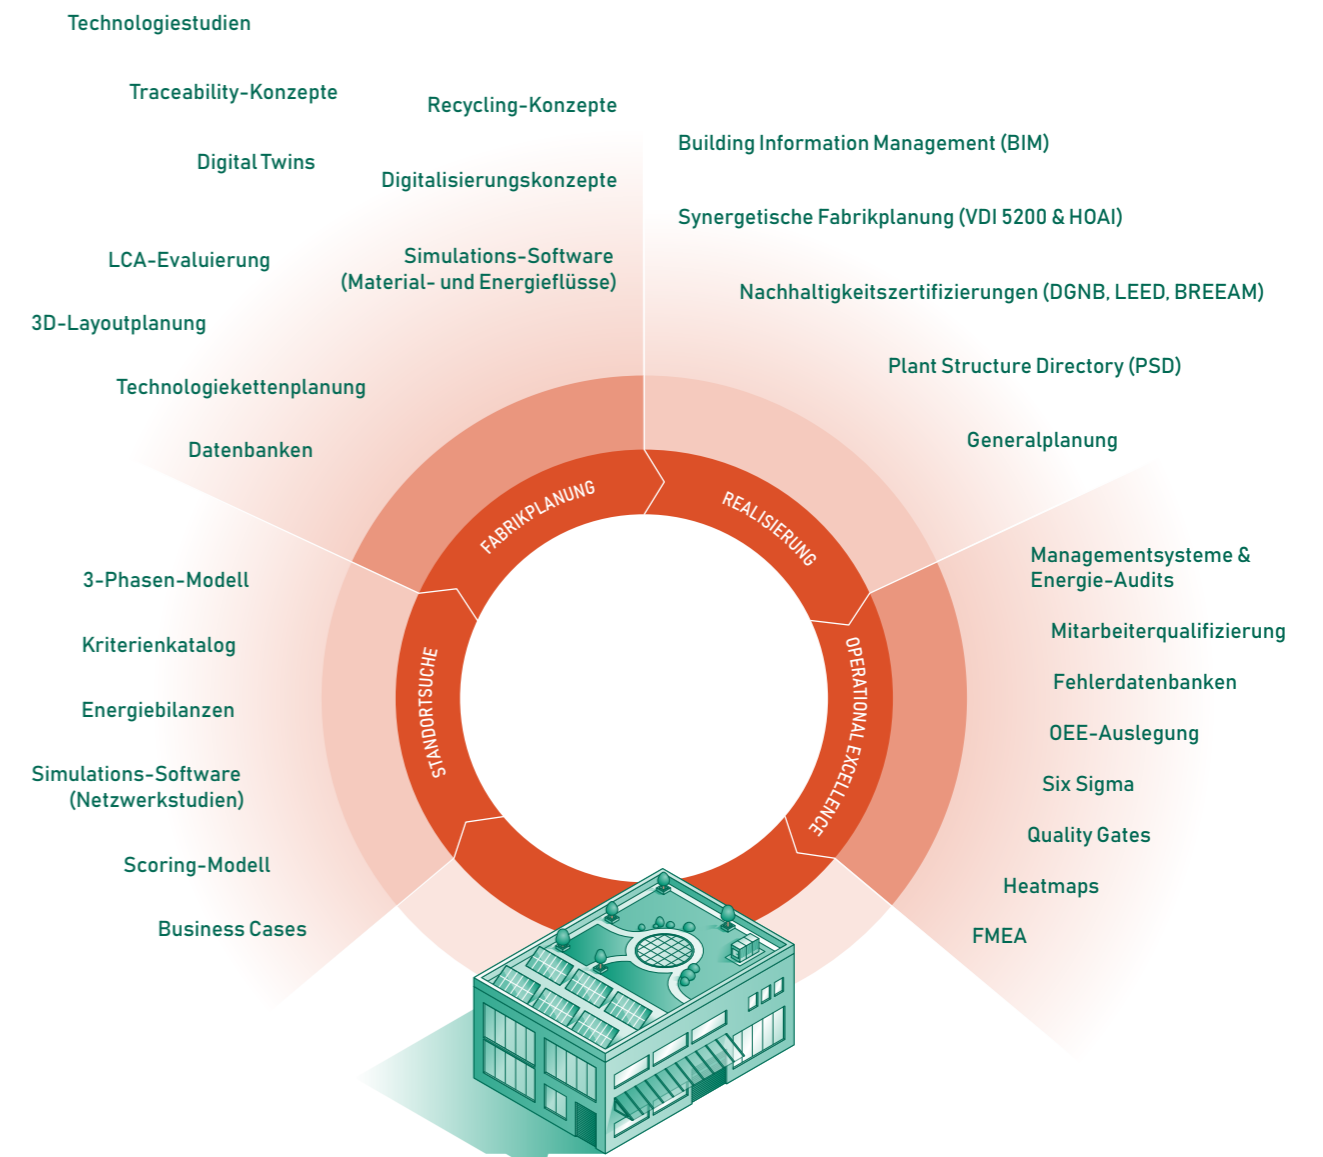 Technologiestudien
Traceability-Konzepte
Recycling-Konzepte
Digital Twins
Digitalisierungskonzepte
LCA-Evaluierung
Simulations-Software
(Material- und Energieflüsse)
3D-Layoutplanung
Technologiekettenplanung
Datenbanken
Building Information Management (BIM)
Synergetische Fabrikplanung (VDI 5200 & HOAI)
Nachhaltigkeitszertifizierungen (DGNB, LEED, BREEAM)
Plant Structure Directory (PSD)
Generalplanung
FABRIKPLANUNG
REALISIERUNG
STANDORTSUCHE
OPERATIONAL EXCELLENCE
3-Phasen-Modell
Kriterienkatalog
Energiebilanzen
Simulations-Software
(Netzwerkstudien)
Scoring-Modell
Business Cases
Managementsysteme &
Energie-Audits
Mitarbeiterqualifizierung
Fehlerdatenbanken
OEE-Auslegung
Six Sigma
Quality Gates
Heatmaps
FMEA